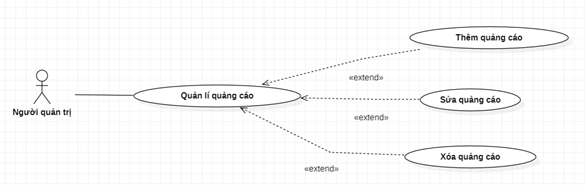 Thêm quảng cáo
«extend»
Người quản trị
Quản lí quảng cáo
Sửa quảng cáo
«extend»
Xóa quảng cáo
«extend»